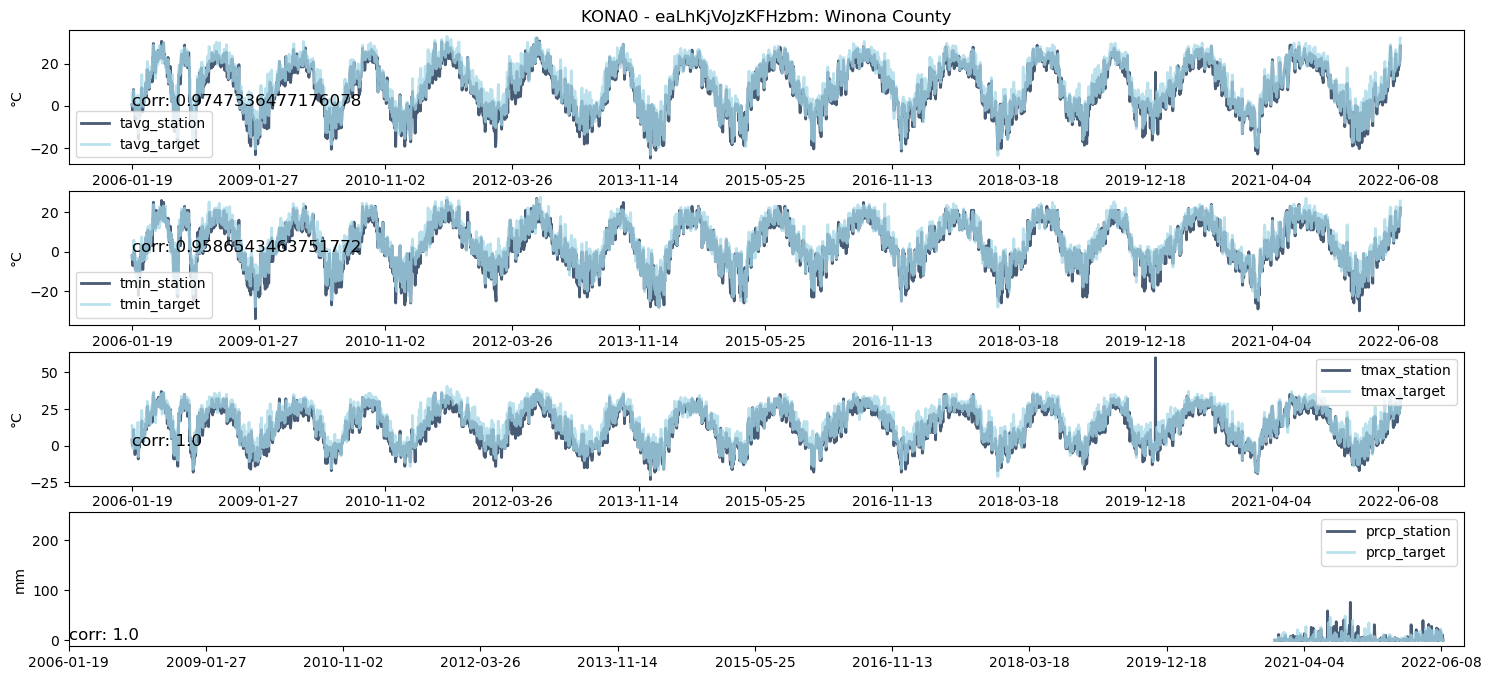 KONA0 - eaLhKjVoJzKFHzbm: Winona County
20
0
−20
°C
corr: 0.9747336477176078
tavg_station
tavg_target
2006-01-19 2009-01-27 2010-11-02 2012-03-26 2013-11-14 2015-05-25 2016-11-13 2018-03-18 2019-12-18 2021-04-04 2022-06-08
20
0
−20
°C
corr: 0.9586543463751772
tmin_station
tmin_target
2006-01-19 2009-01-27 2010-11-02 2012-03-26 2013-11-14 2015-05-25 2016-11-13 2018-03-18 2019-12-18 2021-04-04 2022-06-08
50
25
0
−25
°C
corr: 1.0
tmax_station
tmax_target
2006-01-19 2009-01-27 2010-11-02 2012-03-26 2013-11-14 2015-05-25 2016-11-13 2018-03-18 2019-12-18 2021-04-04 2022-06-08
200
100
0
mm
corr: 1.0
prcp_station
prcp_target
2006-01-19 2009-01-27 2010-11-02 2012-03-26 2013-11-14 2015-05-25 2016-11-13 2018-03-18 2019-12-18 2021-04-04 2022-06-08